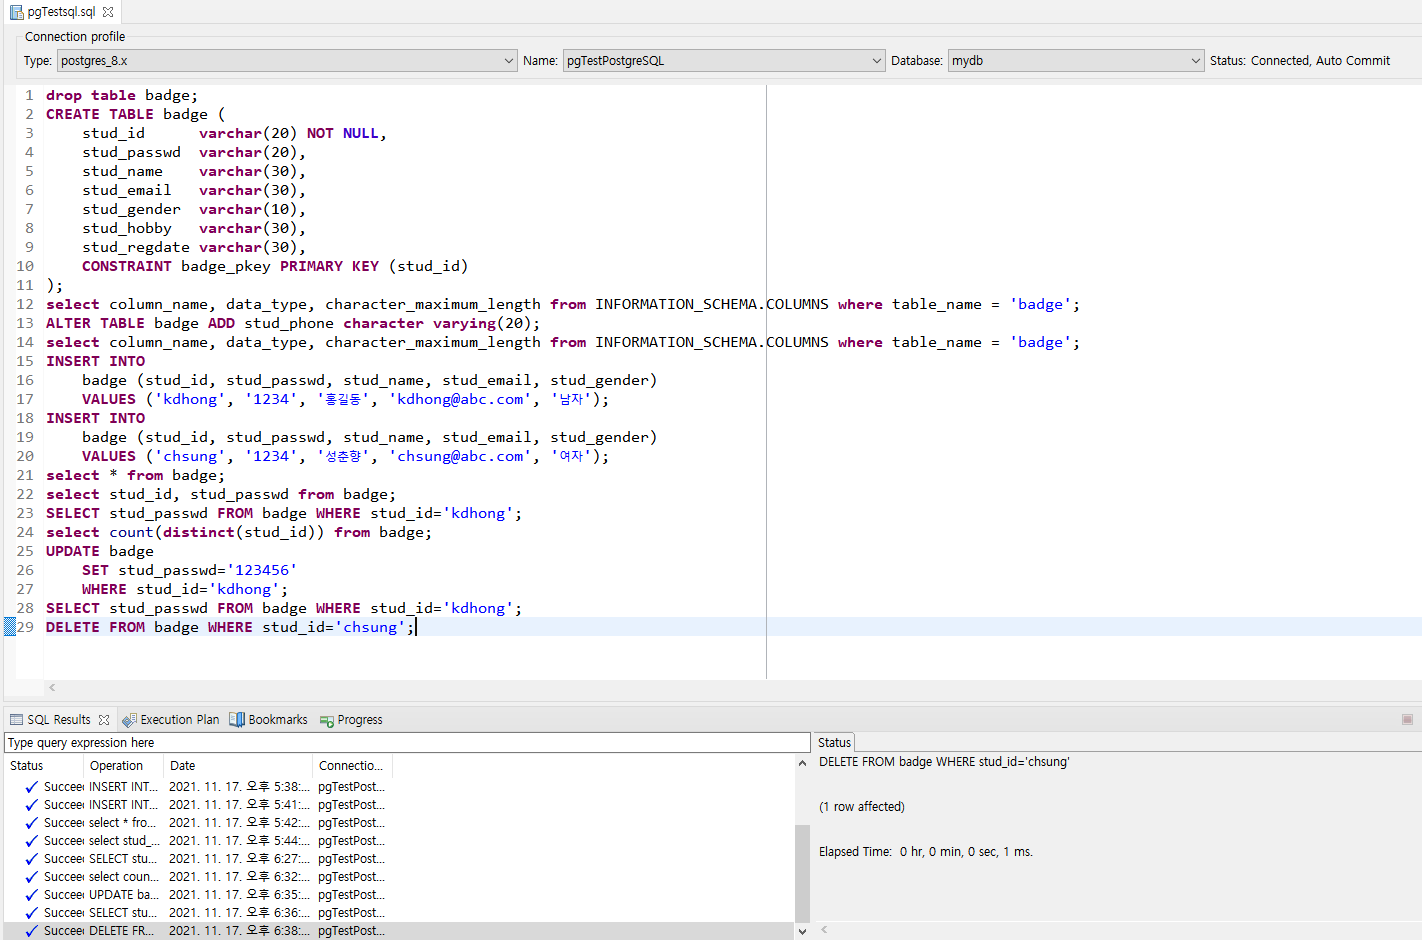 pgTestsql.sql
Connection profile
Type: postgres_8.x Name: pgTestPostgreSQL Database: mydb Status: Connected, Auto Commit
1 drop table badge;
2 CREATE TABLE badge (
3 stud_id varchar(20) NOT NULL,
4 stud_passwd varchar(20),
5 stud_name varchar(30),
6 stud_email varchar(30),
7 stud_gender varchar(10),
8 stud_hobby varchar(30),
9 stud_regdate varchar(30),
10 CONSTRAINT badge_pkey PRIMARY KEY (stud_id)
11 );
12 select column_name, data_type, character_maximum_length from INFORMATION_SCHEMA.COLUMNS where table_name = 'badge';
13 ALTER TABLE badge ADD stud_phone character varying(20);
14 select column_name, data_type, character_maximum_length from INFORMATION_SCHEMA.COLUMNS where table_name = 'badge';
15 INSERT INTO
16 badge (stud_id, stud_passwd, stud_name, stud_email, stud_gender)
17 VALUES ('kdhong', '1234', '홍길동', 'kdhong@abc.com', '남자');
18 INSERT INTO
19 badge (stud_id, stud_passwd, stud_name, stud_email, stud_gender)
20 VALUES ('chsung', '1234', '성춘향', 'chsung@abc.com', '여자');
21 select * from badge;
22 select stud_id, stud_passwd from badge;
23 SELECT stud_passwd FROM badge WHERE stud_id='kdhong';
24 select count(distinct(stud_id)) from badge;
25 UPDATE badge
26 SET stud_passwd='123456'
27 WHERE stud_id='kdhong';
28 SELECT stud_passwd FROM badge WHERE stud_id='kdhong';
29 DELETE FROM badge WHERE stud_id='chsung';
SQL Results Execution Plan Bookmarks Progress
Type query expression here
Status Operation Date Connectio...
Succee INSERT INT... 2021. 11. 17. 오후 5:38:... pgTestPost...
Succee INSERT INT... 2021. 11. 17. 오후 5:41:... pgTestPost...
Succee select * fro... 2021. 11. 17. 오후 5:42:... pgTestPost...
Succee select stud_... 2021. 11. 17. 오후 5:44:... pgTestPost...
Succee SELECT stu... 2021. 11. 17. 오후 6:27:... pgTestPost...
Succee select coun... 2021. 11. 17. 오후 6:32:... pgTestPost...
Succee UPDATE ba... 2021. 11. 17. 오후 6:35:... pgTestPost...
Succee SELECT stu... 2021. 11. 17. 오후 6:36:... pgTestPost...
Succee DELETE FR... 2021. 11. 17. 오후 6:38:... pgTestPost...
Status
DELETE FROM badge WHERE stud_id='chsung'
(1 row affected)
Elapsed Time: 0 hr, 0 min, 0 sec, 1 ms.